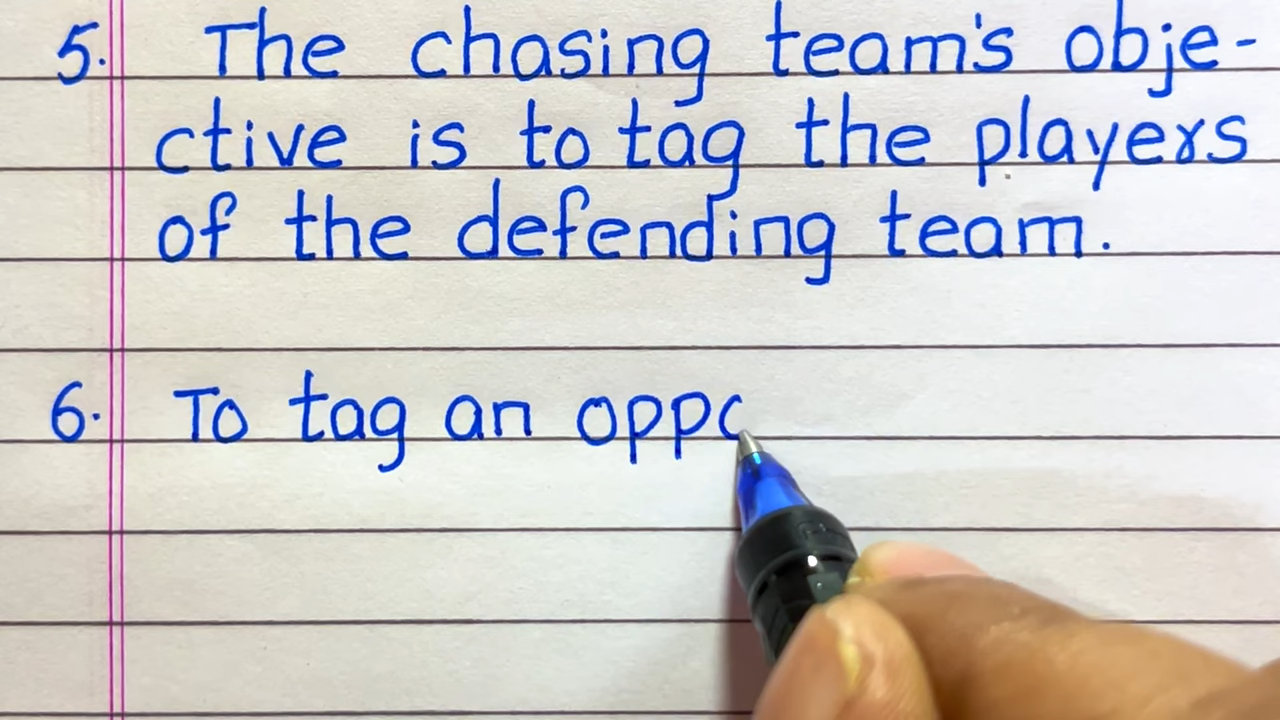 5. The chasing team's obje-
ctive is to tag the players
of the defending team.
6. To tag an oppo